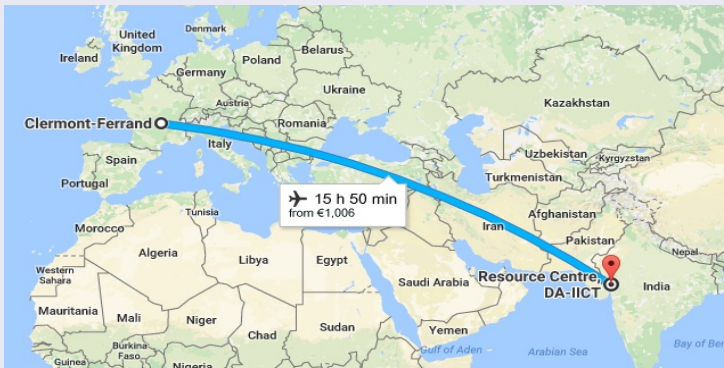 Denmark
United
Kingdom
Ireland
Belarus
Poland
Germany
Ukraine
Kazakhstan
Austria
Clermont-Ferrand
Romania
Italy
Uzbekistan
Kyrgyzstan
Spain
Turkmenistan
Portugal
15 h 50 min
from €1,006
Tunisia
Afghanistan
Morocco
Iran
Pakistan
Nepal
Algeria
Libya
Egypt
Western
Sahara
Saudi Arabia
Resource Centre,
DA-IICT
India
Mauritania
Mali
Niger
Chad
Sudan
Yemen
Burkina
Faso
Gulf of Aden
Arabian Sea
Bay of Ben
Guinea
Nigeria